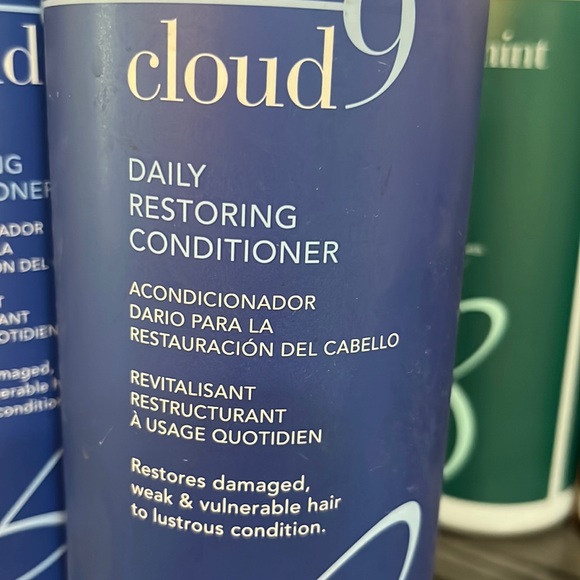 cloud9
DAILY
RESTORING
CONDITIONER
ACONDICIONADOR
DARIO PARA LA
RESTAURACIÓN DEL CABELLO
REVITALISANT
RESTRUCTURANT
À USAGE QUOTIDIEN
Restores damaged,
weak & vulnerable hair
to lustrous condition.